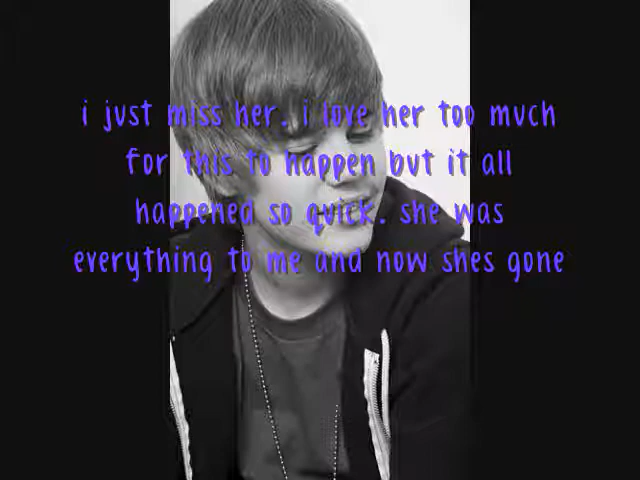 i just miss her. i love her too much
for this to happen but it all
happened so quick. she was
everything to me and now shes gone